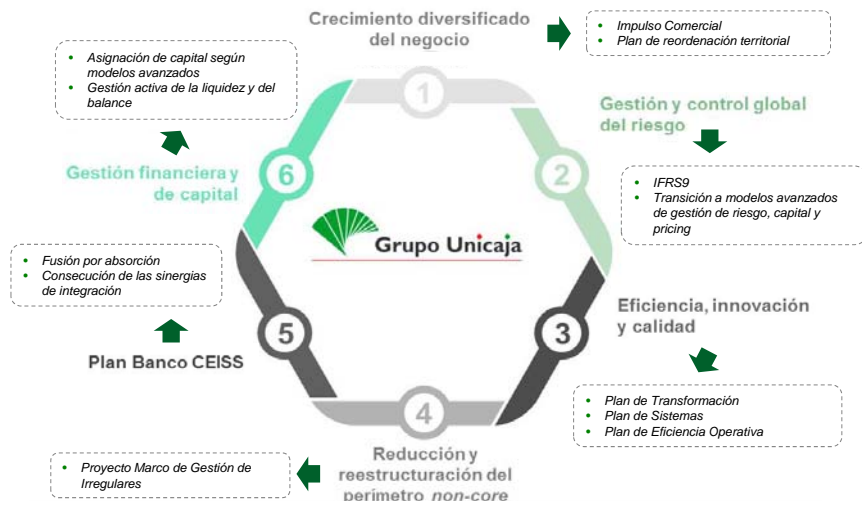 Crecimiento diversificado
del negocio
• Impulso Comercial
• Plan de reordenación territorial
1
Gestión y control global
del riesgo
2
• IFRS9
• Transición a modelos avanzados
de gestión de riesgo, capital y
pricing
Eficiencia, innovación
y calidad
3
• Plan de Transformación
• Plan de Sistemas
• Plan de Eficiencia Operativa
4
Reducción y
reestructuración del
perímetro non-core
• Proyecto Marco de Gestión de
Irregulares
5
Plan Banco CEISS
• Fusión por absorción
• Consecución de las sinergias
de integración
6
Gestión financiera y
de capital
• Asignación de capital según
modelos avanzados
• Gestión activa de la liquidez y del
balance
Grupo Unicaja